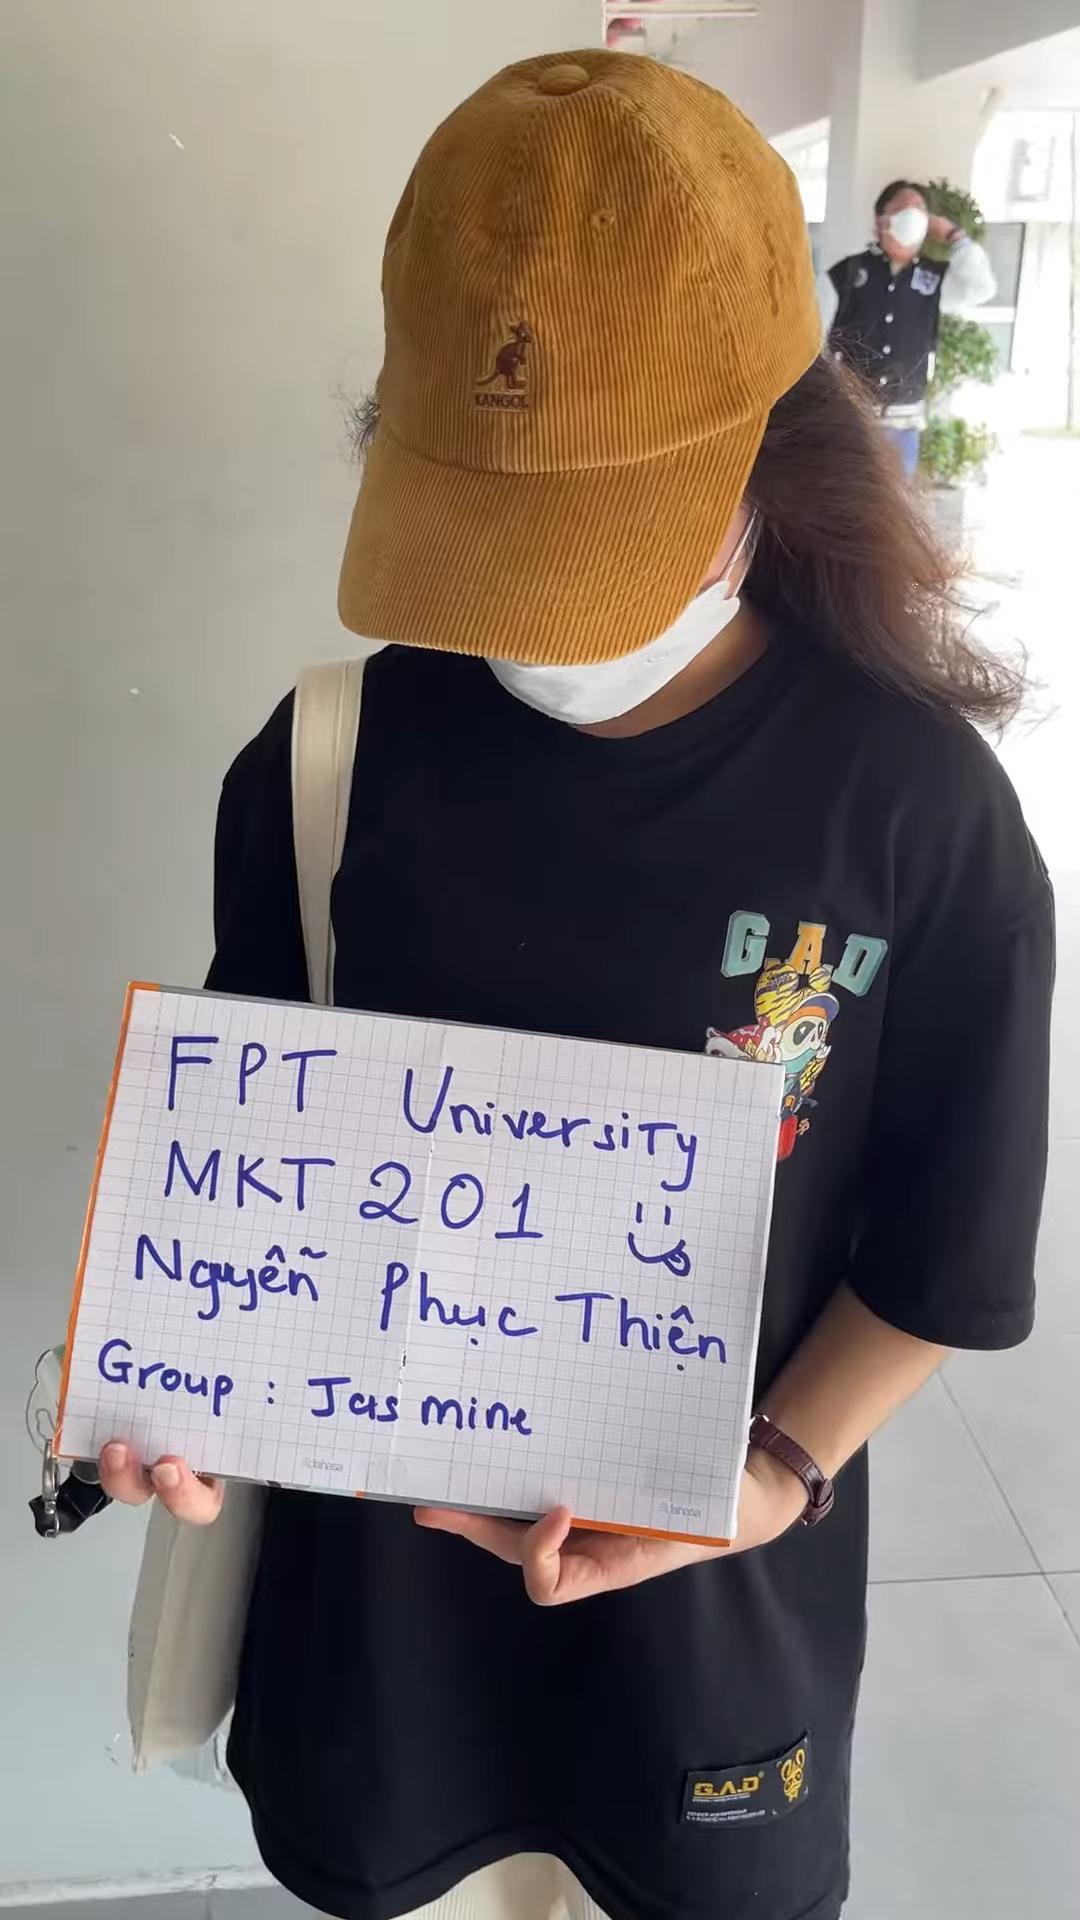 KANGOL
G.A.D
FPT University
MKT 201
Nguyễn Phục Thiện
Group : Jasmine
G.A.D